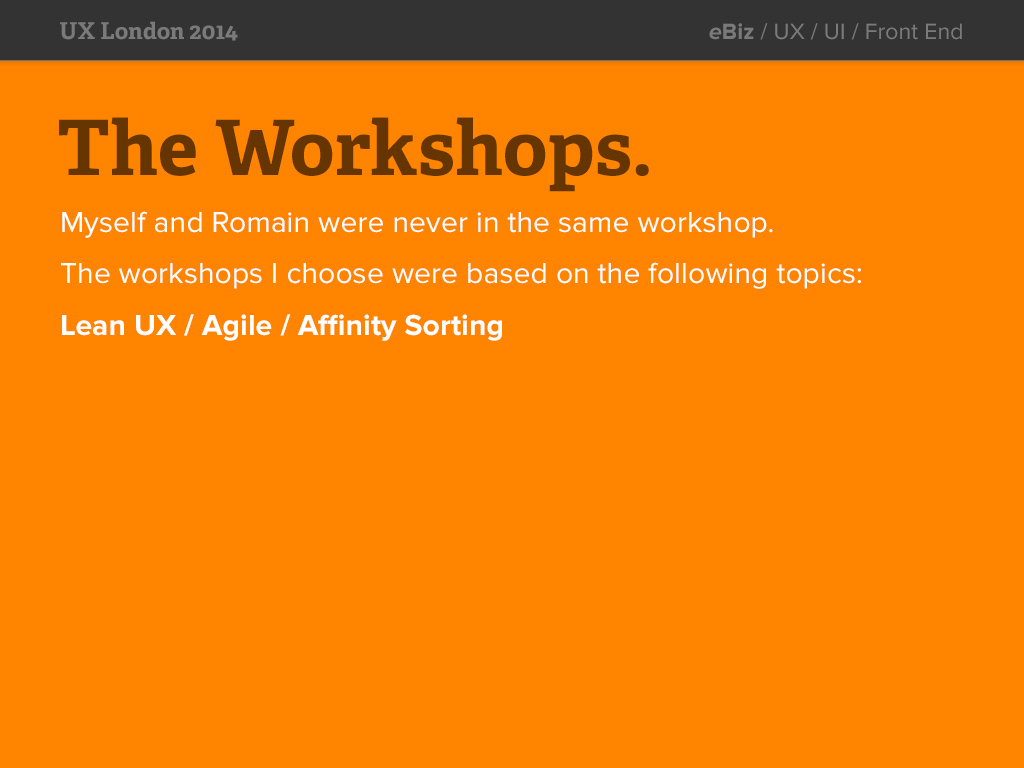 UX London 2014
eBiz / UX / UI / Front End
The Workshops.
Myself and Romain were never in the same workshop.
The workshops I choose were based on the following topics:
Lean UX / Agile / Affinity Sorting